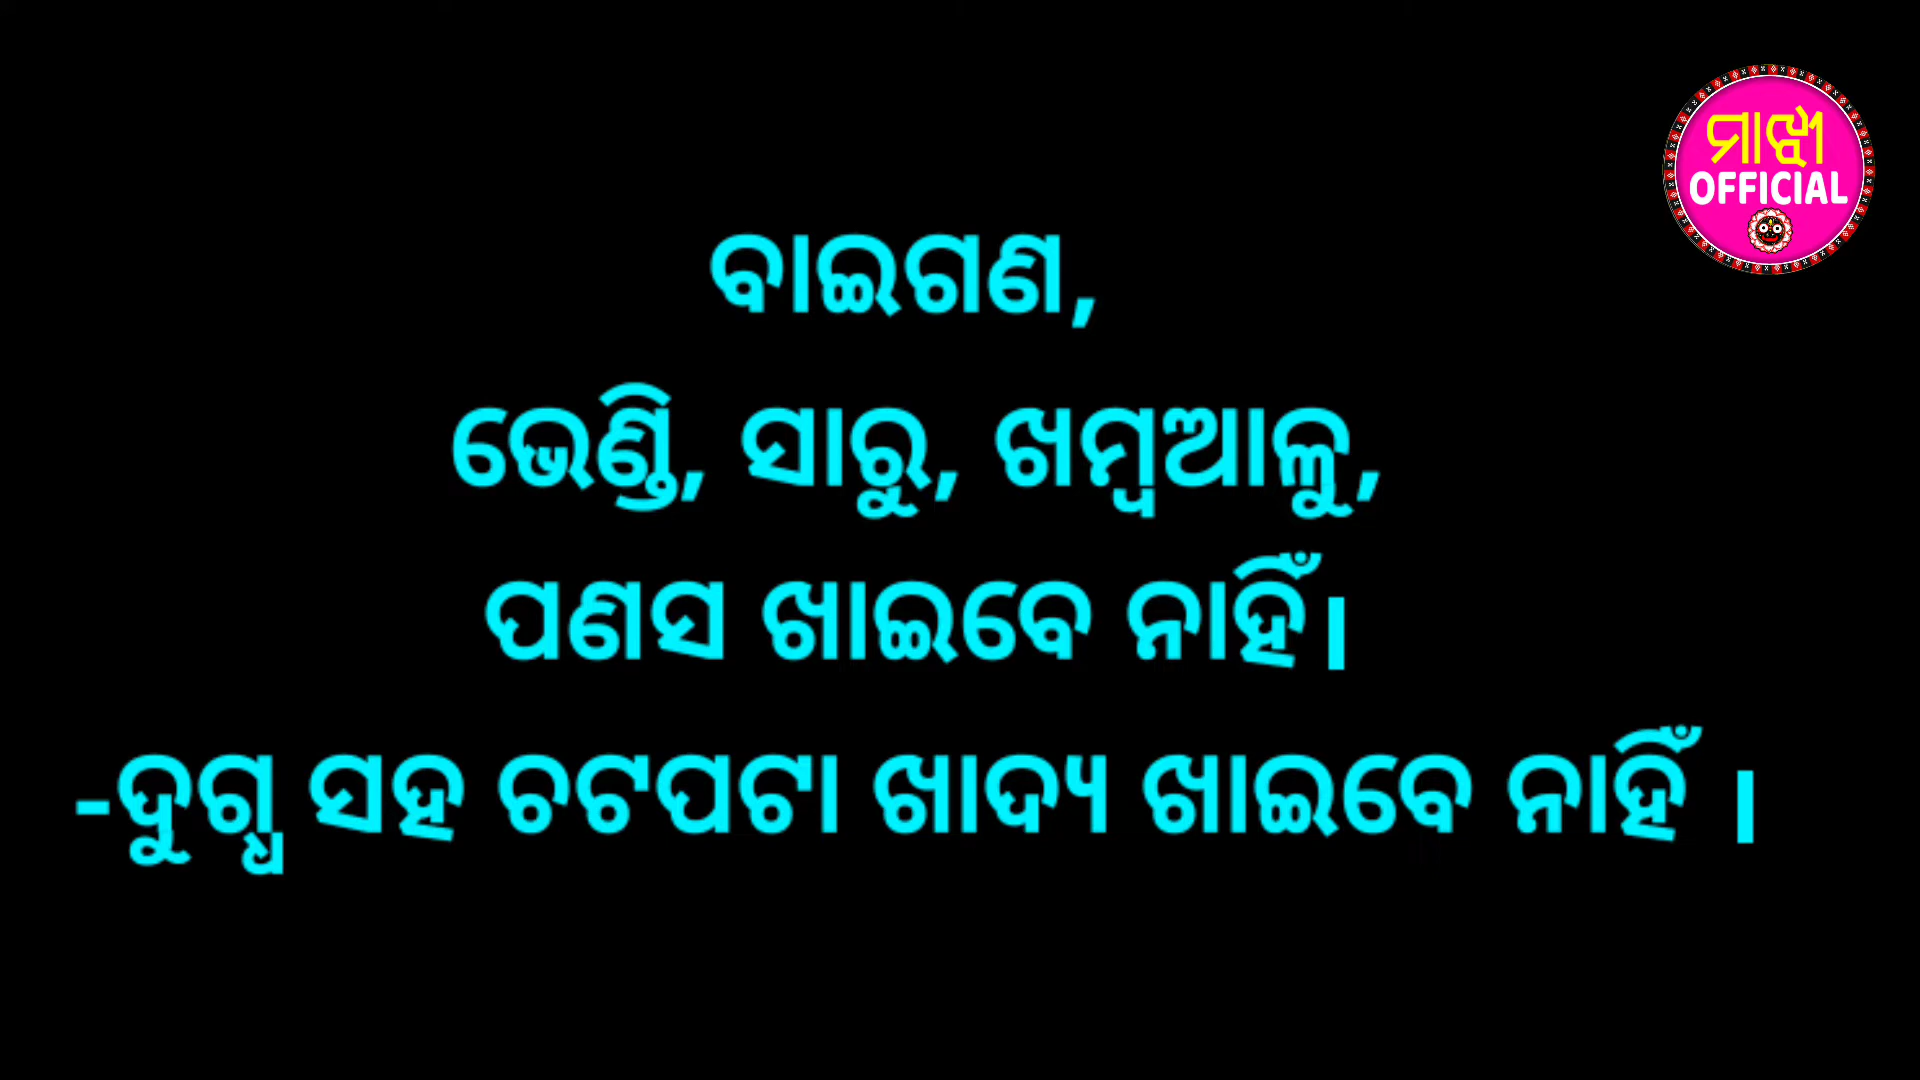 ମାଖୀ
OFFICIAL
ବାଇଗଣ,
ଭେଣ୍ଡି, ସାରୁ, ଖମ୍ବଆଳୁ,
ପଣସ ଖାଇବେ ନାହିଁ।
-ଦୁଗ୍ଧ ସହ ଚଟପଟା ଖାଦ୍ୟ ଖାଇବେ ନାହିଁ ।